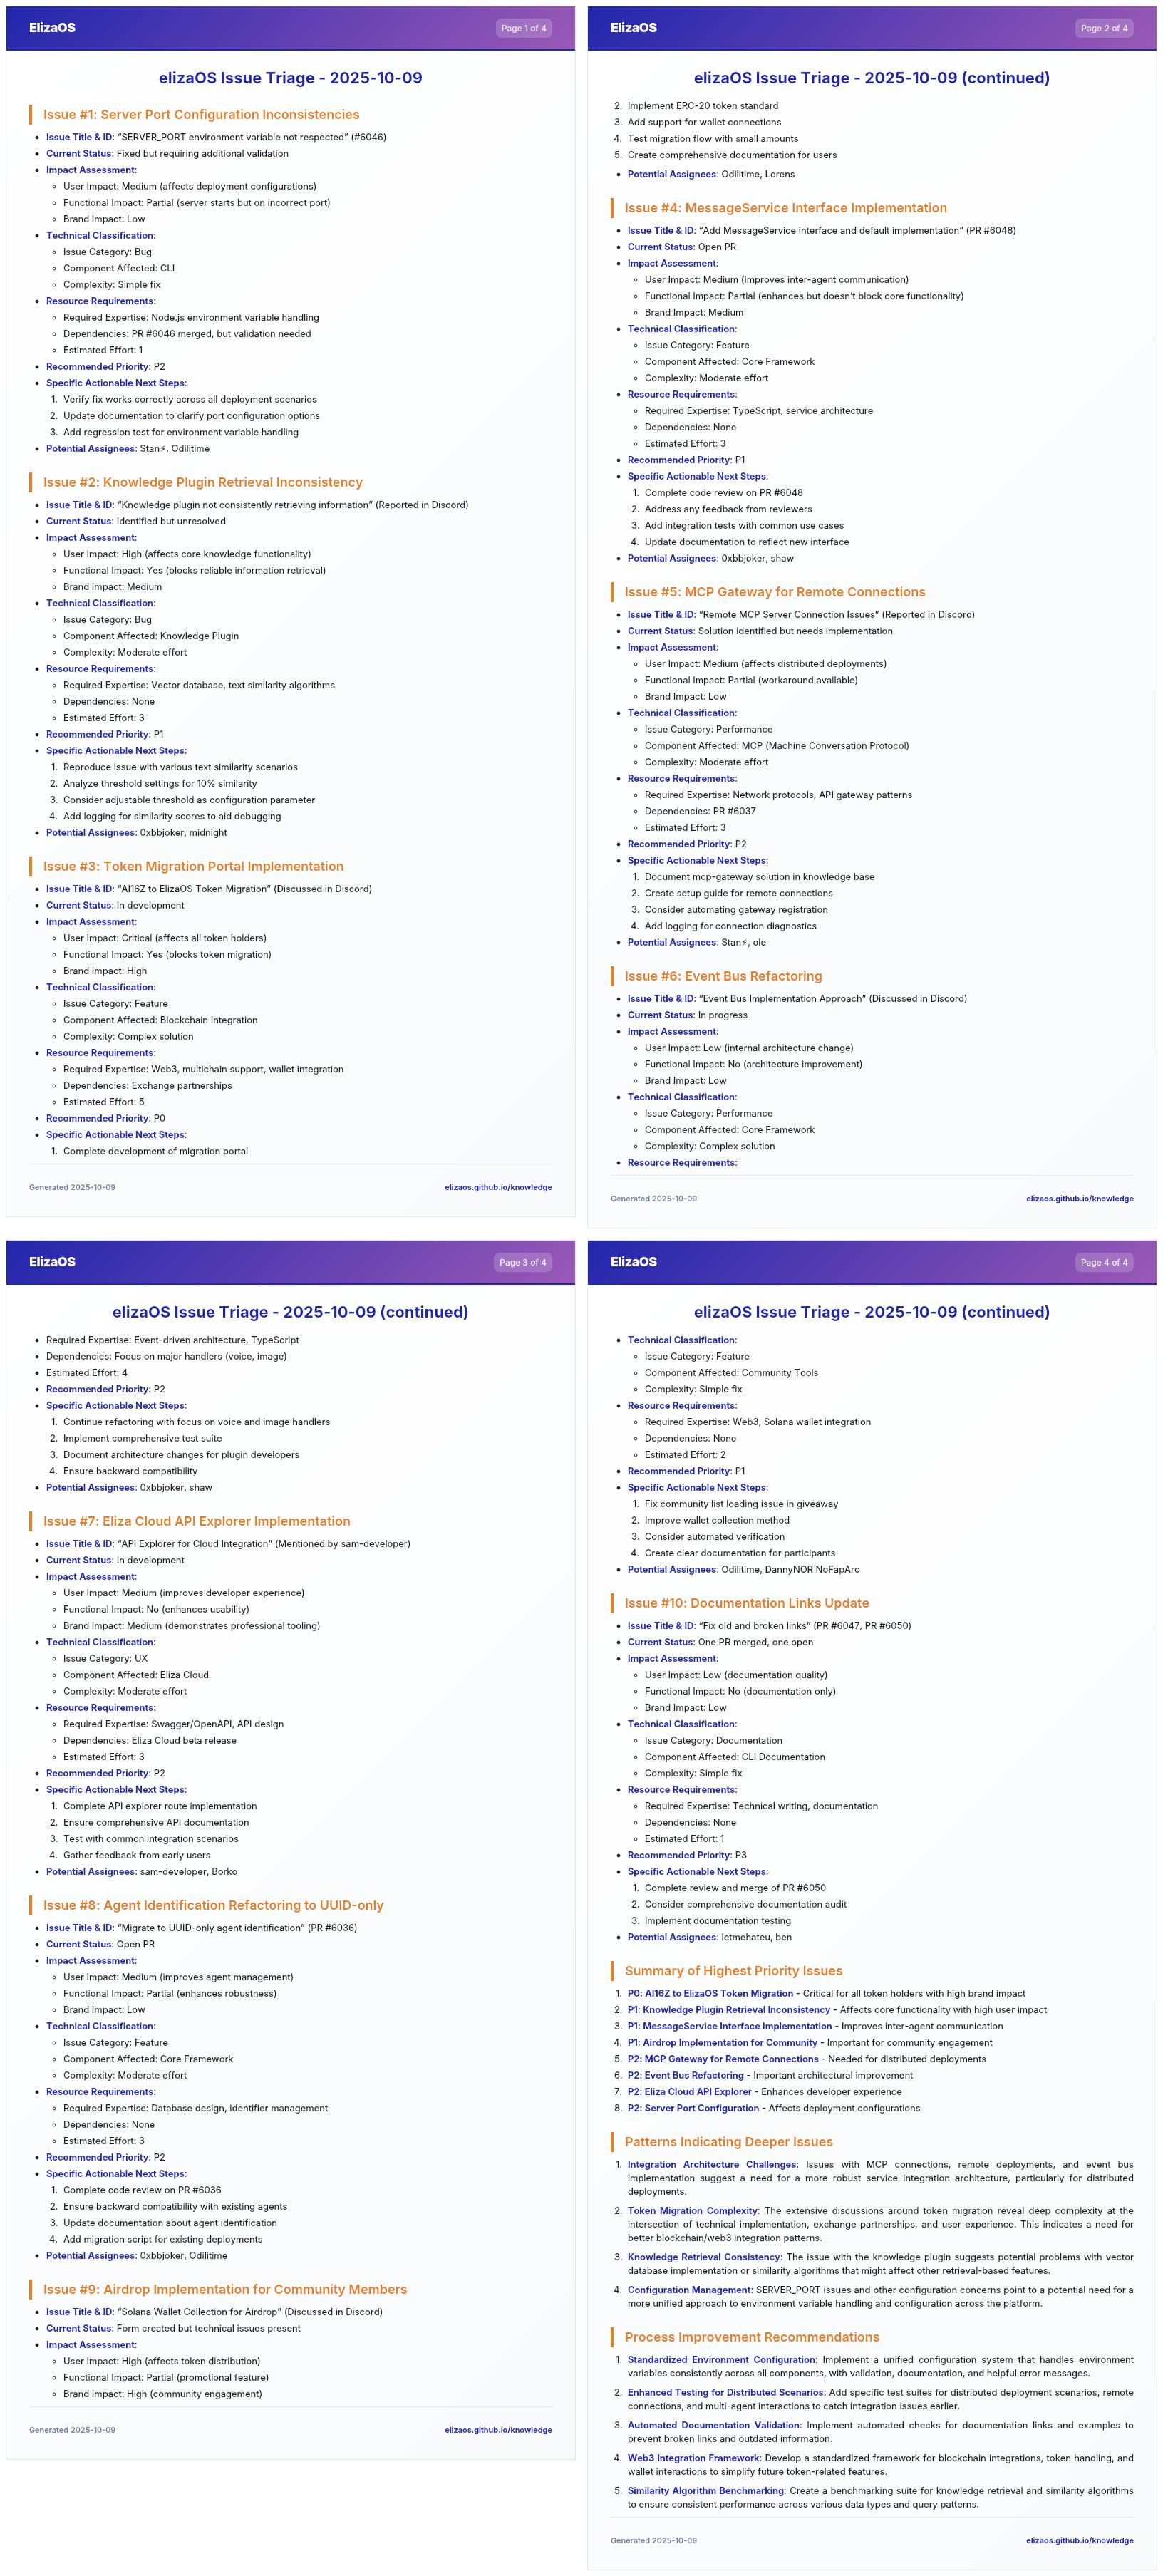 ElizaOS
Page 1 of 4
elizaOS Issue Triage - 2025-10-09
Issue #1: Server Port Configuration Inconsistencies
• Issue Title & ID: “SERVER_PORT environment variable not respected” (#6046)
• Current Status: Fixed but requiring additional validation
• Impact Assessment:
◦ User Impact: Medium (affects deployment configurations)
◦ Functional Impact: Partial (server starts but on incorrect port)
◦ Brand Impact: Low
• Technical Classification:
◦ Issue Category: Bug
◦ Component Affected: CLI
◦ Complexity: Simple fix
• Resource Requirements:
◦ Required Expertise: Node.js environment variable handling
◦ Dependencies: PR #6046 merged, but validation needed
◦ Estimated Effort: 1
• Recommended Priority: P2
• Specific Actionable Next Steps:
1. Verify fix works correctly across all deployment scenarios
2. Update documentation to clarify port configuration options
3. Add regression test for environment variable handling
• Potential Assignees: Stan⚡, Odilitime
Issue #2: Knowledge Plugin Retrieval Inconsistency
• Issue Title & ID: “Knowledge plugin not consistently retrieving information” (Reported in Discord)
• Current Status: Identified but unresolved
• Impact Assessment:
◦ User Impact: High (affects core knowledge functionality)
◦ Functional Impact: Yes (blocks reliable information retrieval)
◦ Brand Impact: Medium
• Technical Classification:
◦ Issue Category: Bug
◦ Component Affected: Knowledge Plugin
◦ Complexity: Moderate effort
• Resource Requirements:
◦ Required Expertise: Vector database, text similarity algorithms
◦ Dependencies: None
◦ Estimated Effort: 3
• Recommended Priority: P1
• Specific Actionable Next Steps:
1. Reproduce issue with various text similarity scenarios
2. Analyze threshold settings for 10% similarity
3. Consider adjustable threshold as configuration parameter
4. Add logging for similarity scores to aid debugging
• Potential Assignees: 0xbbjoker, midnight
Issue #3: Token Migration Portal Implementation
• Issue Title & ID: “AI16Z to ElizaOS Token Migration” (Discussed in Discord)
• Current Status: In development
• Impact Assessment:
◦ User Impact: Critical (affects all token holders)
◦ Functional Impact: Yes (blocks token migration)
◦ Brand Impact: High
• Technical Classification:
◦ Issue Category: Feature
◦ Component Affected: Blockchain Integration
◦ Complexity: Complex solution
• Resource Requirements:
◦ Required Expertise: Web3, multichain support, wallet integration
◦ Dependencies: Exchange partnerships
◦ Estimated Effort: 5
• Recommended Priority: P0
• Specific Actionable Next Steps:
1. Complete development of migration portal
Generated 2025-10-09
elizaos.github.io/knowledge
ElizaOS
Page 2 of 4
elizaOS Issue Triage - 2025-10-09 (continued)
2. Implement ERC-20 token standard
3. Add support for wallet connections
4. Test migration flow with small amounts
5. Create comprehensive documentation for users
• Potential Assignees: Odilitime, Lorens
Issue #4: MessageService Interface Implementation
• Issue Title & ID: “Add MessageService interface and default implementation” (PR #6048)
• Current Status: Open PR
• Impact Assessment:
◦ User Impact: Medium (improves inter-agent communication)
◦ Functional Impact: Partial (enhances but doesn’t block core functionality)
◦ Brand Impact: Medium
• Technical Classification:
◦ Issue Category: Feature
◦ Component Affected: Core Framework
◦ Complexity: Moderate effort
• Resource Requirements:
◦ Required Expertise: TypeScript, service architecture
◦ Dependencies: None
◦ Estimated Effort: 3
• Recommended Priority: P1
• Specific Actionable Next Steps:
1. Complete code review on PR #6048
2. Address any feedback from reviewers
3. Add integration tests with common use cases
4. Update documentation to reflect new interface
• Potential Assignees: 0xbbjoker, shaw
Issue #5: MCP Gateway for Remote Connections
• Issue Title & ID: “Remote MCP Server Connection Issues” (Reported in Discord)
• Current Status: Solution identified but needs implementation
• Impact Assessment:
◦ User Impact: Medium (affects distributed deployments)
◦ Functional Impact: Partial (workaround available)
◦ Brand Impact: Low
• Technical Classification:
◦ Issue Category: Performance
◦ Component Affected: MCP (Machine Conversation Protocol)
◦ Complexity: Moderate effort
• Resource Requirements:
◦ Required Expertise: Network protocols, API gateway patterns
◦ Dependencies: PR #6037
◦ Estimated Effort: 3
• Recommended Priority: P2
• Specific Actionable Next Steps:
1. Document mcp-gateway solution in knowledge base
2. Create setup guide for remote connections
3. Consider automating gateway registration
4. Add logging for connection diagnostics
• Potential Assignees: Stan⚡, ole
Issue #6: Event Bus Refactoring
• Issue Title & ID: “Event Bus Implementation Approach” (Discussed in Discord)
• Current Status: In progress
• Impact Assessment:
◦ User Impact: Low (internal architecture change)
◦ Functional Impact: No (architecture improvement)
◦ Brand Impact: Low
• Technical Classification:
◦ Issue Category: Performance
◦ Component Affected: Core Framework
◦ Complexity: Complex solution
• Resource Requirements:
Generated 2025-10-09
elizaos.github.io/knowledge
ElizaOS
Page 3 of 4
elizaOS Issue Triage - 2025-10-09 (continued)
• Required Expertise: Event-driven architecture, TypeScript
• Dependencies: Focus on major handlers (voice, image)
• Estimated Effort: 4
• Recommended Priority: P2
• Specific Actionable Next Steps:
1. Continue refactoring with focus on voice and image handlers
2. Implement comprehensive test suite
3. Document architecture changes for plugin developers
4. Ensure backward compatibility
• Potential Assignees: 0xbbjoker, shaw
Issue #7: Eliza Cloud API Explorer Implementation
• Issue Title & ID: “API Explorer for Cloud Integration” (Mentioned by sam-developer)
• Current Status: In development
• Impact Assessment:
◦ User Impact: Medium (improves developer experience)
◦ Functional Impact: No (enhances usability)
◦ Brand Impact: Medium (demonstrates professional tooling)
• Technical Classification:
◦ Issue Category: UX
◦ Component Affected: Eliza Cloud
◦ Complexity: Moderate effort
• Resource Requirements:
◦ Required Expertise: Swagger/OpenAPI, API design
◦ Dependencies: Eliza Cloud beta release
◦ Estimated Effort: 3
• Recommended Priority: P2
• Specific Actionable Next Steps:
1. Complete API explorer route implementation
2. Ensure comprehensive API documentation
3. Test with common integration scenarios
4. Gather feedback from early users
• Potential Assignees: sam-developer, Borko
Issue #8: Agent Identification Refactoring to UUID-only
• Issue Title & ID: “Migrate to UUID-only agent identification” (PR #6036)
• Current Status: Open PR
• Impact Assessment:
◦ User Impact: Medium (improves agent management)
◦ Functional Impact: Partial (enhances robustness)
◦ Brand Impact: Low
• Technical Classification:
◦ Issue Category: Feature
◦ Component Affected: Core Framework
◦ Complexity: Moderate effort
• Resource Requirements:
◦ Required Expertise: Database design, identifier management
◦ Dependencies: None
◦ Estimated Effort: 3
• Recommended Priority: P2
• Specific Actionable Next Steps:
1. Complete code review on PR #6036
2. Ensure backward compatibility with existing agents
3. Update documentation about agent identification
4. Add migration script for existing deployments
• Potential Assignees: 0xbbjoker, Odilitime
Issue #9: Airdrop Implementation for Community Members
• Issue Title & ID: “Solana Wallet Collection for Airdrop” (Discussed in Discord)
• Current Status: Form created but technical issues present
• Impact Assessment:
◦ User Impact: High (affects token distribution)
◦ Functional Impact: Partial (promotional feature)
◦ Brand Impact: High (community engagement)
Generated 2025-10-09
elizaos.github.io/knowledge
ElizaOS
Page 4 of 4
elizaOS Issue Triage - 2025-10-09 (continued)
• Technical Classification:
◦ Issue Category: Feature
◦ Component Affected: Community Tools
◦ Complexity: Simple fix
• Resource Requirements:
◦ Required Expertise: Web3, Solana wallet integration
◦ Dependencies: None
◦ Estimated Effort: 2
• Recommended Priority: P1
• Specific Actionable Next Steps:
1. Fix community list loading issue in giveaway
2. Improve wallet collection method
3. Consider automated verification
4. Create clear documentation for participants
• Potential Assignees: Odilitime, DannyNOR NoFapArc
Issue #10: Documentation Links Update
• Issue Title & ID: “Fix old and broken links” (PR #6047, PR #6050)
• Current Status: One PR merged, one open
• Impact Assessment:
◦ User Impact: Low (documentation quality)
◦ Functional Impact: No (documentation only)
◦ Brand Impact: Low
• Technical Classification:
◦ Issue Category: Documentation
◦ Component Affected: CLI Documentation
◦ Complexity: Simple fix
• Resource Requirements:
◦ Required Expertise: Technical writing, documentation
◦ Dependencies: None
◦ Estimated Effort: 1
• Recommended Priority: P3
• Specific Actionable Next Steps:
1. Complete review and merge of PR #6050
2. Consider comprehensive documentation audit
3. Implement documentation testing
• Potential Assignees: letmehateu, ben
Summary of Highest Priority Issues
1. P0: AI16Z to ElizaOS Token Migration - Critical for all token holders with high brand impact
2. P1: Knowledge Plugin Retrieval Inconsistency - Affects core functionality with high user impact
3. P1: MessageService Interface Implementation - Improves inter-agent communication
4. P1: Airdrop Implementation for Community - Important for community engagement
5. P2: MCP Gateway for Remote Connections - Needed for distributed deployments
6. P2: Event Bus Refactoring - Important architectural improvement
7. P2: Eliza Cloud API Explorer - Enhances developer experience
8. P2: Server Port Configuration - Affects deployment configurations
Patterns Indicating Deeper Issues
1. Integration Architecture Challenges: Issues with MCP connections, remote deployments, and event bus
implementation suggest a need for a more robust service integration architecture, particularly for distributed
deployments.
2. Token Migration Complexity: The extensive discussions around token migration reveal deep complexity at the
intersection of technical implementation, exchange partnerships, and user experience. This indicates a need for
better blockchain/web3 integration patterns.
3. Knowledge Retrieval Consistency: The issue with the knowledge plugin suggests potential problems with vector
database implementation or similarity algorithms that might affect other retrieval-based features.
4. Configuration Management: SERVER_PORT issues and other configuration concerns point to a potential need for a
more unified approach to environment variable handling and configuration across the platform.
Process Improvement Recommendations
1. Standardized Environment Configuration: Implement a unified configuration system that handles environment
variables consistently across all components, with validation, documentation, and helpful error messages.
2. Enhanced Testing for Distributed Scenarios: Add specific test suites for distributed deployment scenarios, remote
connections, and multi-agent interactions to catch integration issues earlier.
3. Automated Documentation Validation: Implement automated checks for documentation links and examples to
prevent broken links and outdated information.
4. Web3 Integration Framework: Develop a standardized framework for blockchain integrations, token handling, and
wallet interactions to simplify future token-related features.
5. Similarity Algorithm Benchmarking: Create a benchmarking suite for knowledge retrieval and similarity algorithms
to ensure consistent performance across various data types and query patterns.
Generated 2025-10-09
elizaos.github.io/knowledge